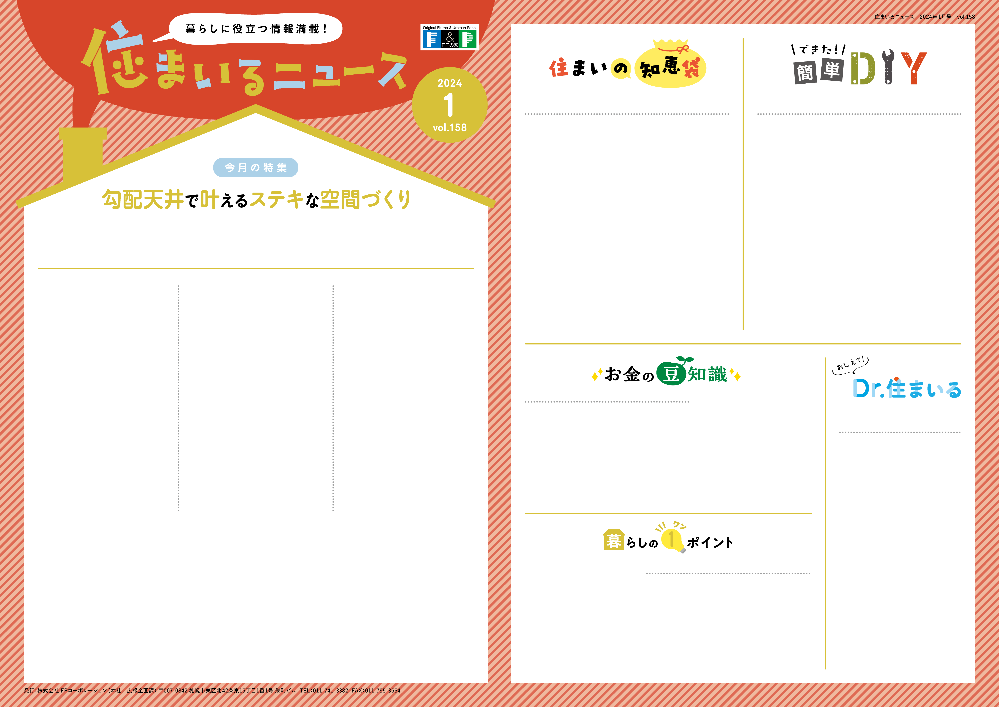 暮らしに役立つ情報満載！
住まいるニュース
Original Frame & Urethan Panel
F&P
FPの家
2024
1
vol.158
今月の特集
勾配天井で叶えるステキな空間づくり
発行：株式会社 FPコーポレーション（本社／広報企画課）〒007-0842 札幌市東区北42条東15丁目1番1号 栄町ビル TEL：011-741-3382 FAX：011-795-3664
住まいるニュース　2024年1月号　vol.158
住まいの知恵袋
できた！
簡単DIY
お金の豆知識
おしえて！
Dr.住まいる
ワン
暮らしの1ポイント